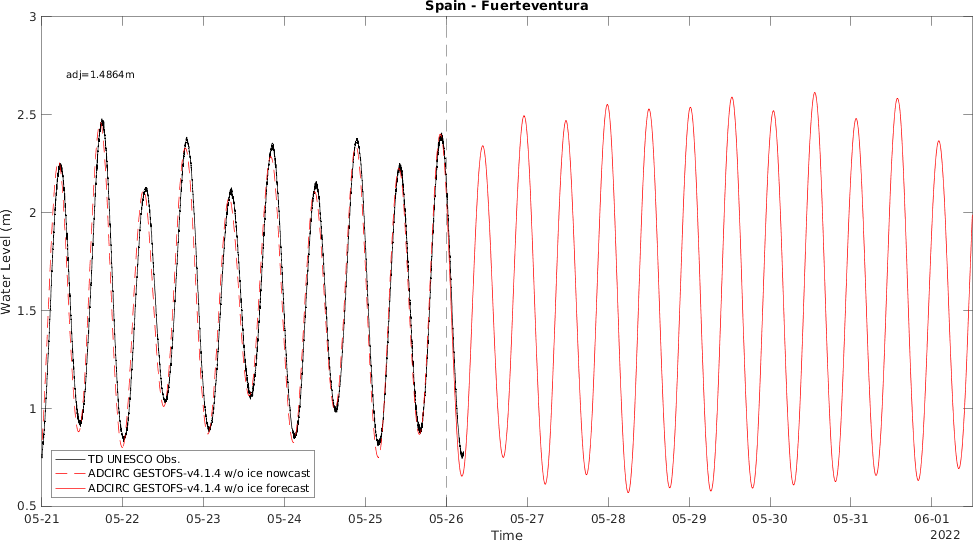 Spain - Fuerteventura
adj=1.4864m
Water Level (m)
3
2.5
2
1.5
1
0.5
TD UNESCO Obs.
ADCIRC GESTOFS-v4.1.4 w/o ice nowcast
ADCIRC GESTOFS-v4.1.4 w/o ice forecast
05-21 05-22 05-23 05-24 05-25 05-26 05-27 05-28 05-29 05-30 05-31 06-01
2022
Time